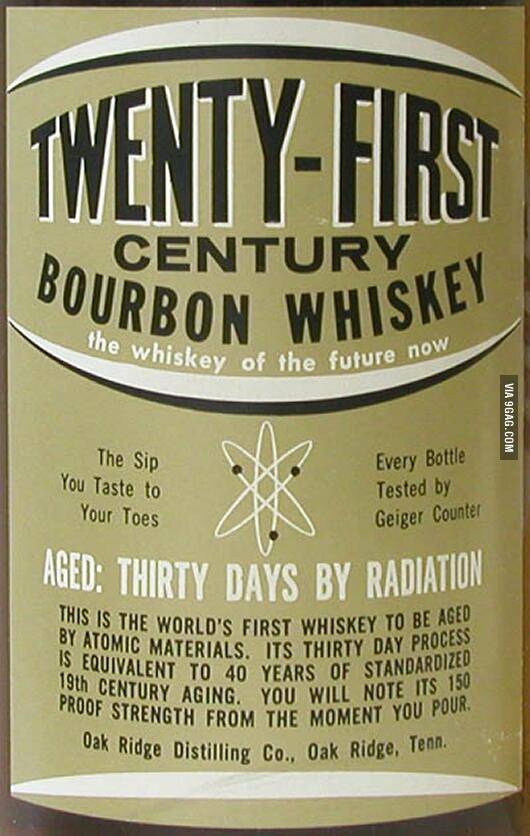 TWENTY-FIRST
CENTURY
BOURBON WHISKEY
the whiskey of the future now
The Sip
You Taste to
Your Toes
Every Bottle
Tested by
Geiger Counter
AGED: THIRTY DAYS BY RADIATION
THIS IS THE WORLD'S FIRST WHISKEY TO BE AGED
BY ATOMIC MATERIALS. ITS THIRTY DAY PROCESS
IS EQUIVALENT TO 40 YEARS OF STANDARDIZED
19th CENTURY AGING. YOU WILL NOTE ITS 150
PROOF STRENGTH FROM THE MOMENT YOU POUR.
Oak Ridge Distilling Co., Oak Ridge, Tenn.
VIA 9GAG.COM